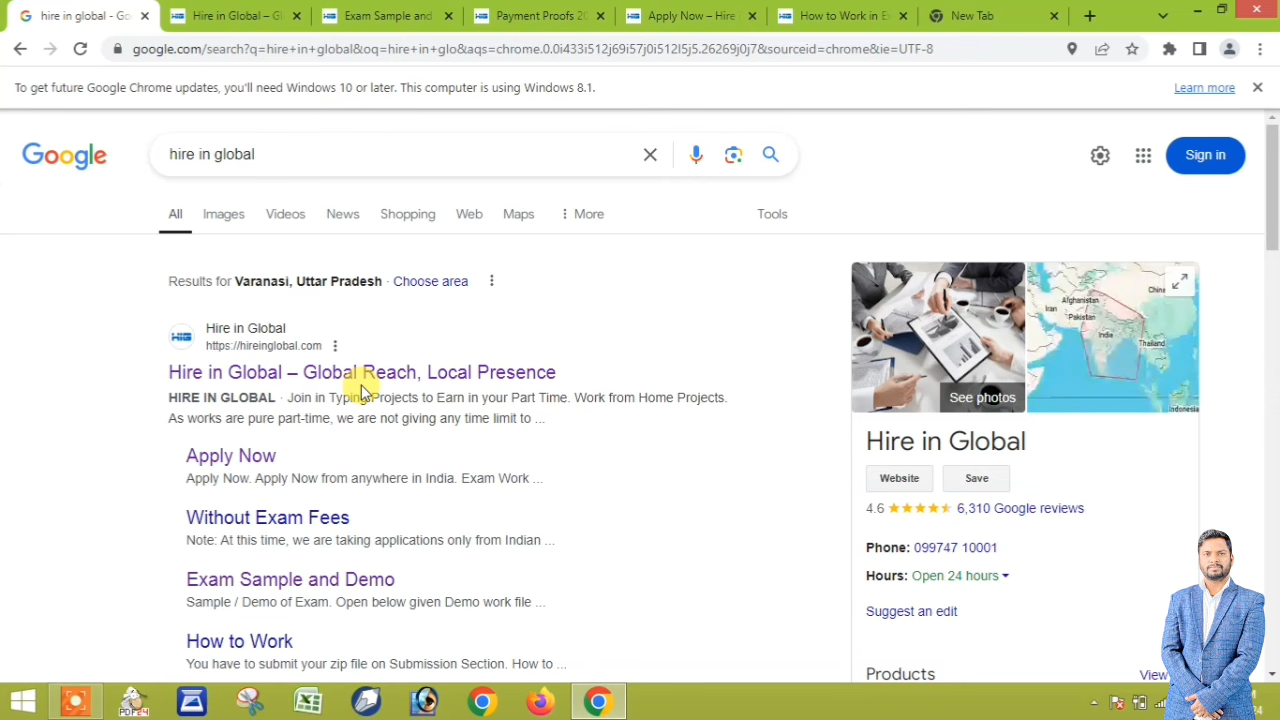 hire in global - Go
Hire in Global – Gl
Exam Sample and
Payment Proofs 20
Apply Now – Hire
How to Work in E
New Tab
google.com/search?q=hire+in+global&oq=hire+in+glo&aqs=chrome.0.0i433i512j69i57j0i512l5j5.26269j0j7&sourceid=chrome&ie=UTF-8
To get future Google Chrome updates, you'll need Windows 10 or later. This computer is using Windows 8.1.
Learn more
Google
hire in global
Sign in
All
Images
Videos
News
Shopping
Web
Maps
More
Tools
Results for Varanasi, Uttar Pradesh · Choose area
HIG
Hire in Global
https://hireinglobal.com
Hire in Global – Global Reach, Local Presence
HIRE IN GLOBAL · Join in Typing Projects to Earn in your Part Time. Work from Home Projects.
As works are pure part-time, we are not giving any time limit to ...
Apply Now
Apply Now. Apply Now from anywhere in India. Exam Work ...
Without Exam Fees
Note: At this time, we are taking applications only from Indian ...
Exam Sample and Demo
Sample / Demo of Exam. Open below given Demo work file ...
How to Work
You have to submit your zip file on Submission Section. How to ...
See photos
Afghanistan
Iran
Pakistan
China
Thailand
Indonesia
Hire in Global
Website
Save
4.6
6,310 Google reviews
Phone: 099747 10001
Hours: Open 24 hours
Suggest an edit
Products
View
PDF24